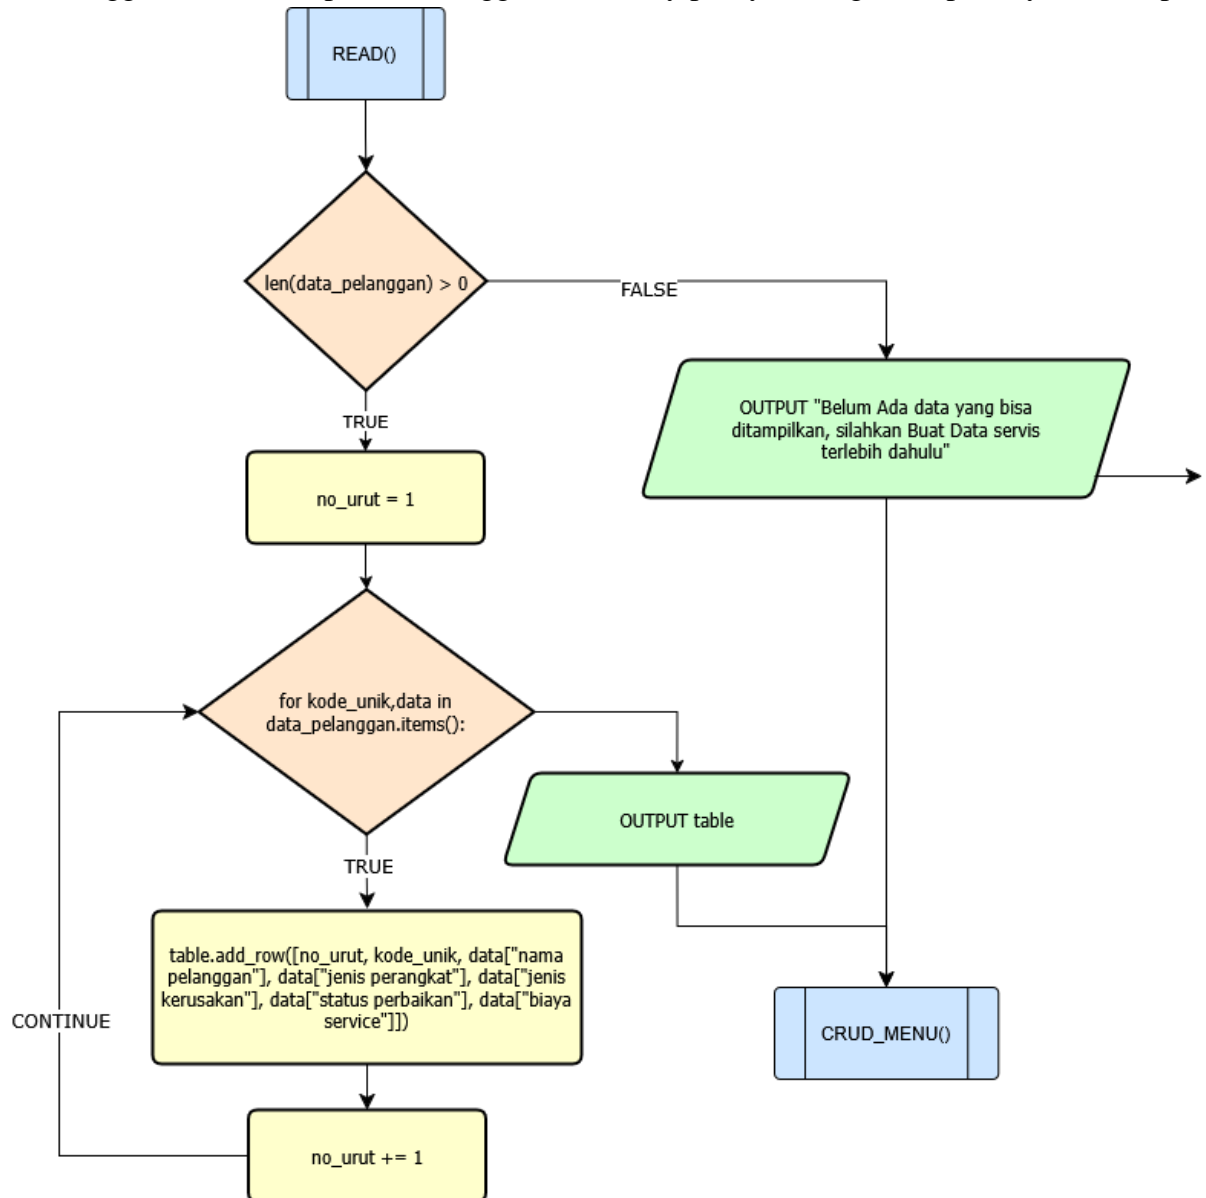 READ()
len(data_pelanggan) > 0
FALSE
OUTPUT "Belum Ada data yang bisa
ditampilkan, silahkan Buat Data servis
terlebih dahulu"
TRUE
no_urut = 1
for kode_unik,data in
data_pelanggan.items():
OUTPUT table
TRUE
table.add_row([no_urut, kode_unik, data["nama
pelanggan"], data["jenis perangkat"], data["jenis
kerusakan"], data["status perbaikan"], data["biaya
service"]])
CONTINUE
CRUD_MENU()
no_urut += 1